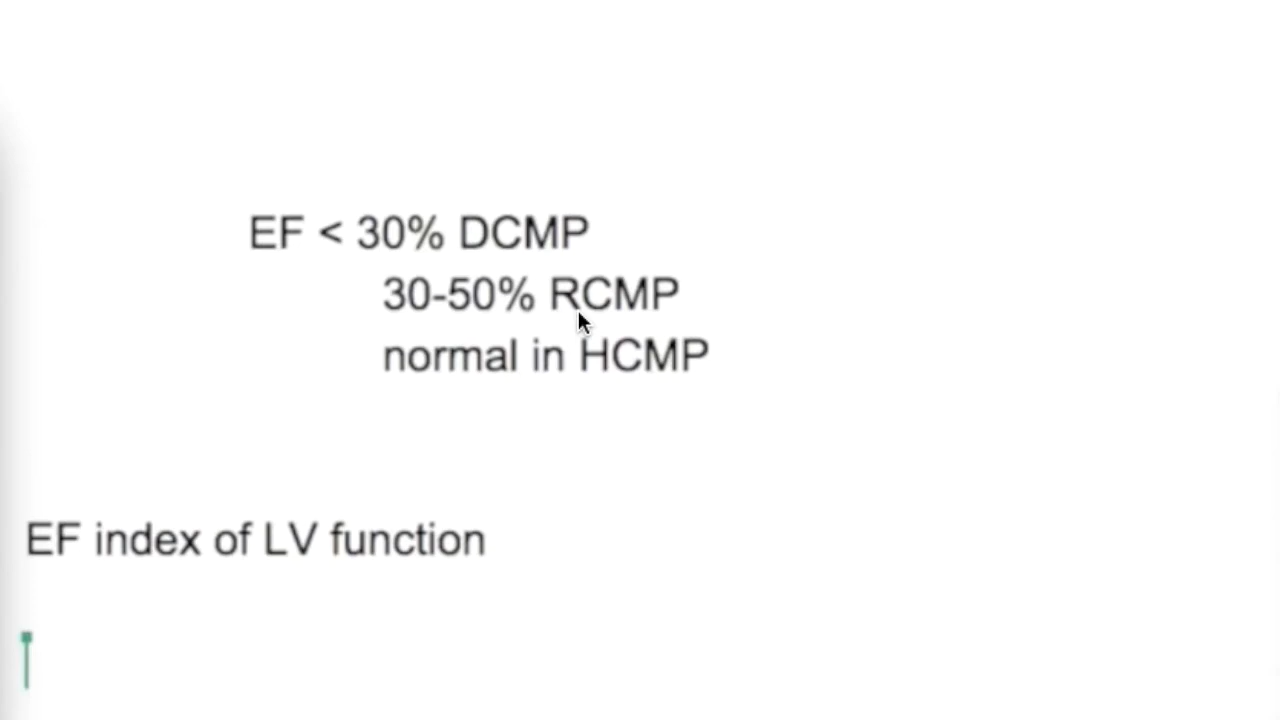 EF < 30% DCMP
30-50% RCMP
normal in HCMP
EF index of LV function